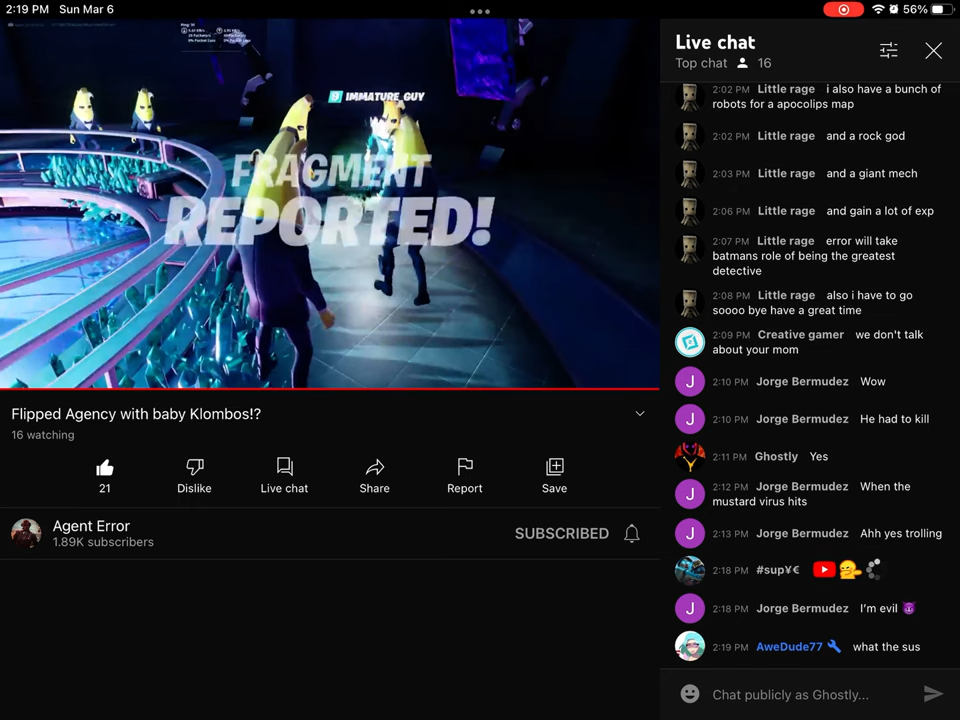 2:19 PM Sun Mar 6
56%
IMMATURE_GUY
FRAGMENT
REPORTED!
Flipped Agency with baby Klombos!?
16 watching
21
Dislike
Live chat
Share
Report
Save
Agent Error
1.89K subscribers
SUBSCRIBED
Live chat
Top chat 16
2:02 PM Little rage i also have a bunch of
robots for a apocolips map
2:02 PM Little rage and a rock god
2:03 PM Little rage and a giant mech
2:06 PM Little rage and gain a lot of exp
2:07 PM Little rage error will take
batmans role of being the greatest
detective
2:08 PM Little rage also i have to go
soooo bye have a great time
2:09 PM Creative gamer we don't talk
about your mom
J 2:10 PM Jorge Bermudez Wow
J 2:10 PM Jorge Bermudez He had to kill
2:11 PM Ghostly Yes
J 2:12 PM Jorge Bermudez When the
mustard virus hits
J 2:13 PM Jorge Bermudez Ahh yes trolling
2:18 PM #sup¥€
J 2:18 PM Jorge Bermudez I'm evil 😈
2:19 PM AweDude77 what the sus
Chat publicly as Ghostly...